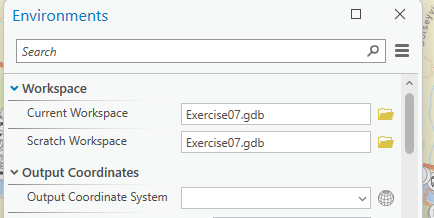 Environments
Search
Workspace
Current Workspace Exercise07.gdb
Scratch Workspace Exercise07.gdb
Output Coordinates
Output Coordinate System